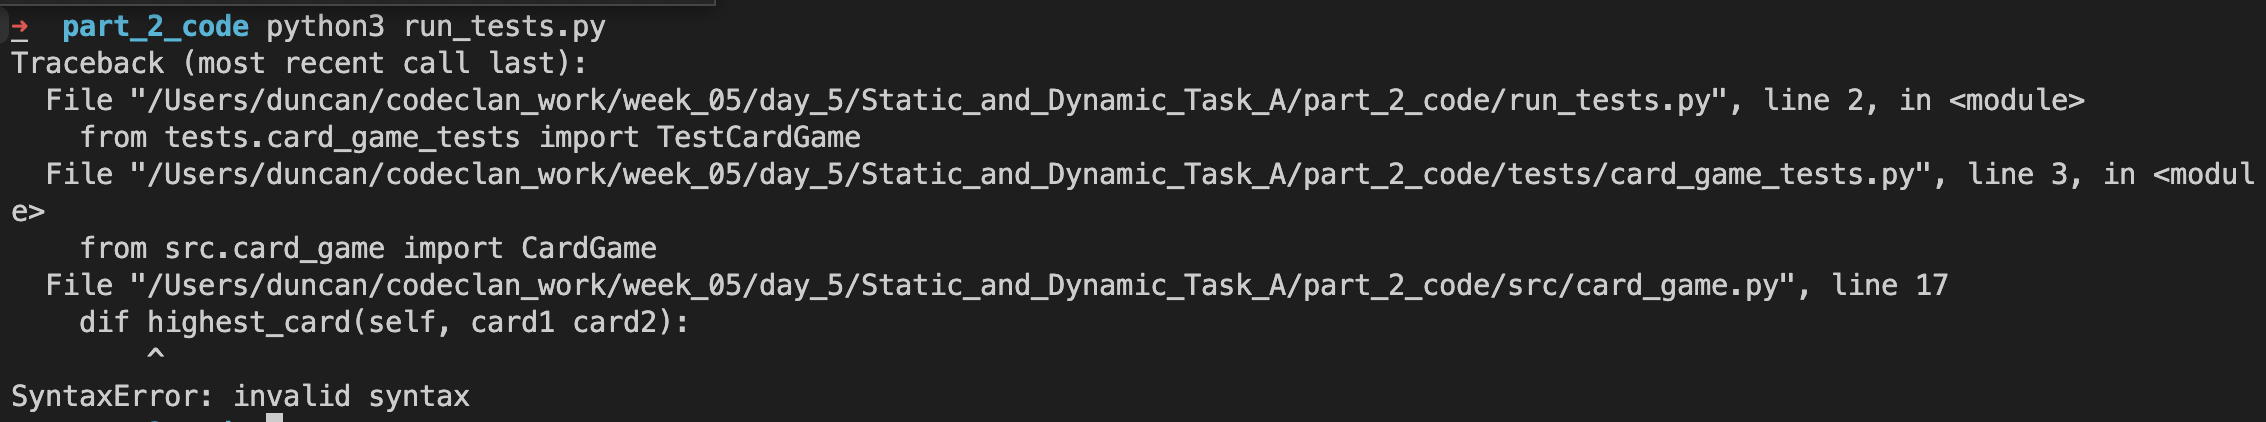 ➜  part_2_code python3 run_tests.py
Traceback (most recent call last):
  File "/Users/duncan/codeclan_work/week_05/day_5/Static_and_Dynamic_Task_A/part_2_code/run_tests.py", line 2, in <module>
    from tests.card_game_tests import TestCardGame
  File "/Users/duncan/codeclan_work/week_05/day_5/Static_and_Dynamic_Task_A/part_2_code/tests/card_game_tests.py", line 3, in <modul
e>
    from src.card_game import CardGame
  File "/Users/duncan/codeclan_work/week_05/day_5/Static_and_Dynamic_Task_A/part_2_code/src/card_game.py", line 17
    dif highest_card(self, card1 card2):
        ^
SyntaxError: invalid syntax